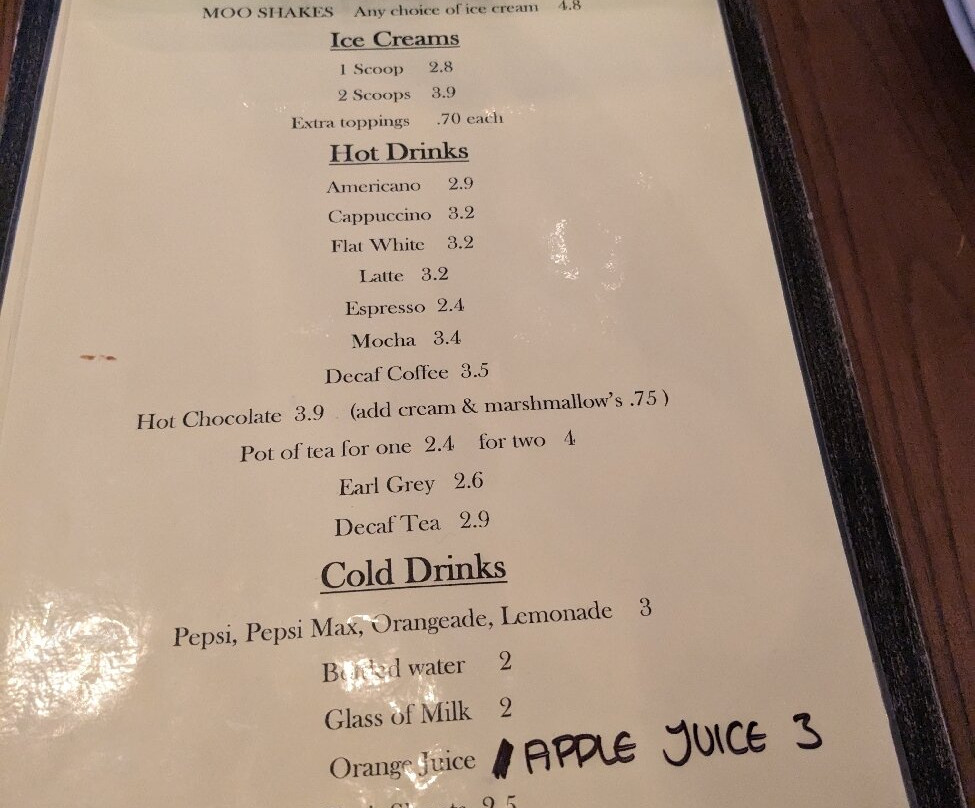 MOO SHAKES Any choice of ice cream 4.8
Ice Creams
1 Scoop 2.8
2 Scoops 3.9
Extra toppings .70 each
Hot Drinks
Americano 2.9
Cappuccino 3.2
Flat White 3.2
Latte 3.2
Espresso 2.4
Mocha 3.4
Decaf Coffee 3.5
Hot Chocolate 3.9 (add cream & marshmallow's .75 )
Pot of tea for one 2.4 for two 4
Earl Grey 2.6
Decaf Tea 2.9
Cold Drinks
Pepsi, Pepsi Max, Orangeade, Lemonade 3
Bottled water 2
Glass of Milk 2
Orange Juice / APPLE JUICE 3
2.5